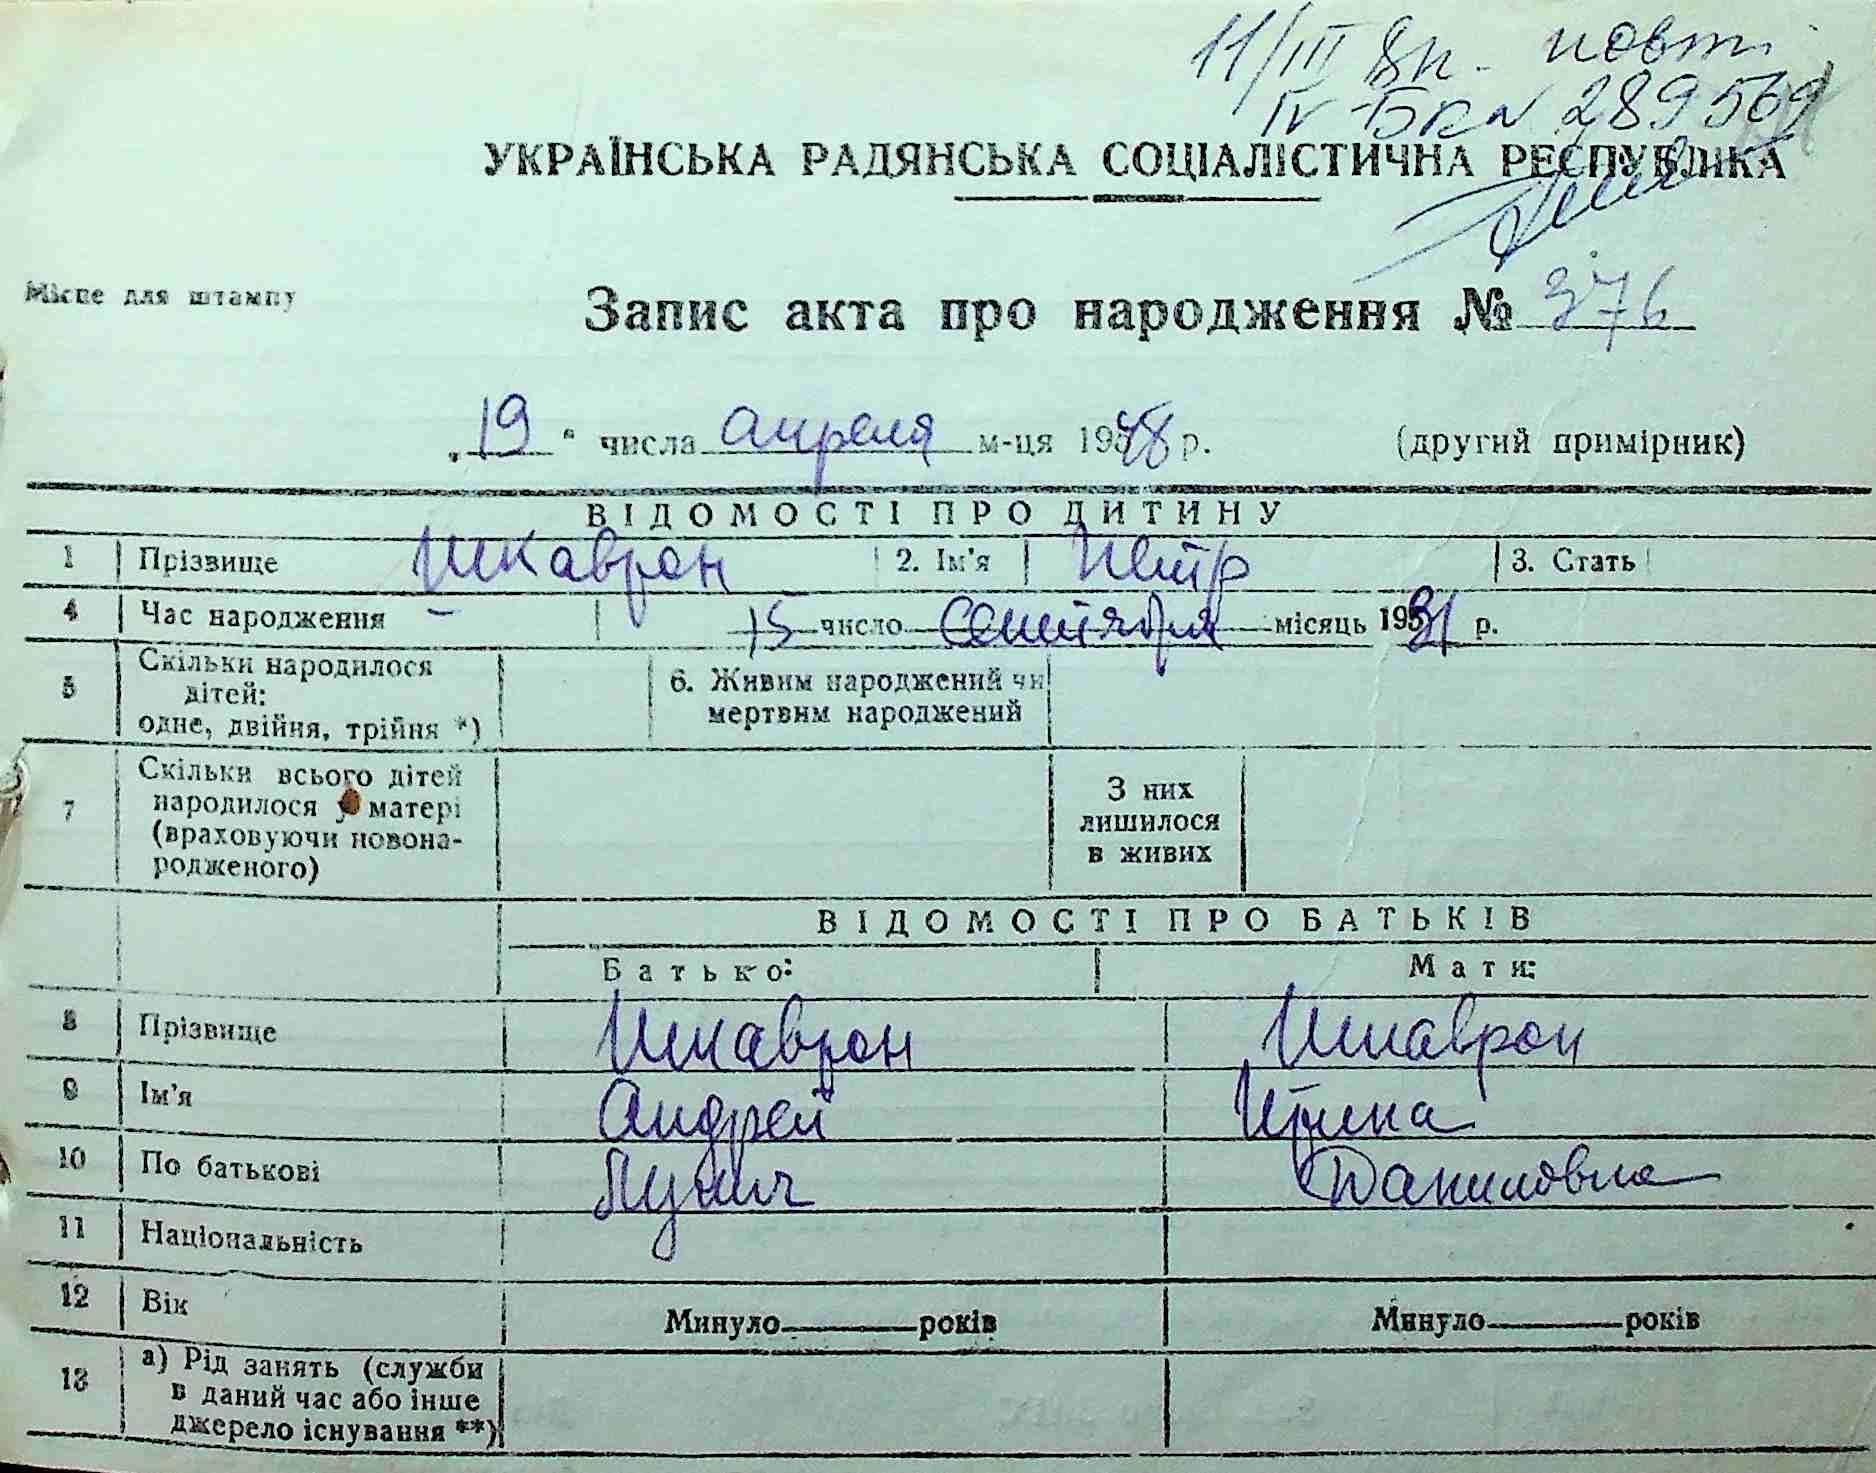 11/III вп. повт.
IV-БК N 289569
УКРАЇНСЬКА РАДЯНСЬКА СОЦІАЛІСТИЧНА РЕСПУБЛІКА
Місце для штампу
Запис акта про народження № 376
„19“ числа апреля м-ця 1948 р. (другий примірник)
ВІДОМОСТІ ПРО ДИТИНУ
1 Прізвище Шкаврон 2. Ім'я Петр 3. Стать
4 Час народження 15 число Сентября місяць 1931 р.
5 Скільки народилося
дітей:
одне, двійня, трійня *)
6. Живим народжений чи
мертвим народжений
7 Скільки всього дітей
народилося у матері
(враховуючи новона-
родженого)
З них
лишилося
в живих
ВІДОМОСТІ ПРО БАТЬКІВ
Батько: Мати:
8 Прізвище Шкаврон Шкаврон
9 Ім'я Андрей Ирина
10 По батькові Лукич Даниловна
11 Національність
12 Вік Минуло років Минуло років
13 а) Рід занять (служби
в даний час або інше
джерело існування **)